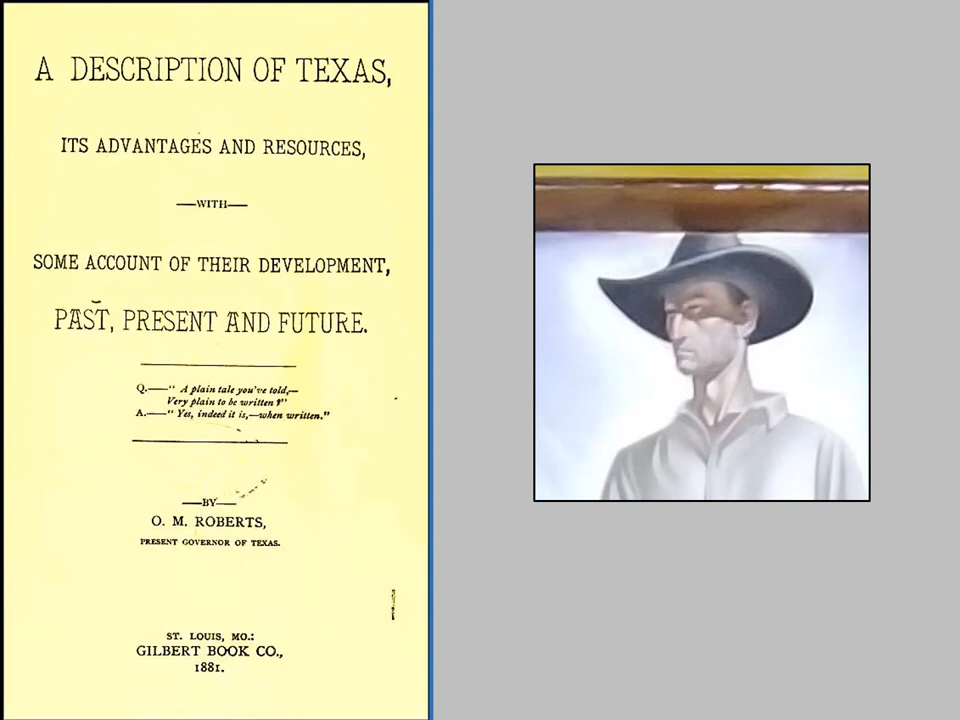 A DESCRIPTION OF TEXAS,
ITS ADVANTAGES AND RESOURCES,
—WITH—
SOME ACCOUNT OF THEIR DEVELOPMENT,
PAST, PRESENT AND FUTURE.
Q.—“ A plain tale you've told,—
Very plain to be written ?”
A.—“ Yes, indeed it is,—when written.”
—BY—
O. M. ROBERTS,
PRESENT GOVERNOR OF TEXAS.
ST. LOUIS, MO.:
GILBERT BOOK CO.,
1881.